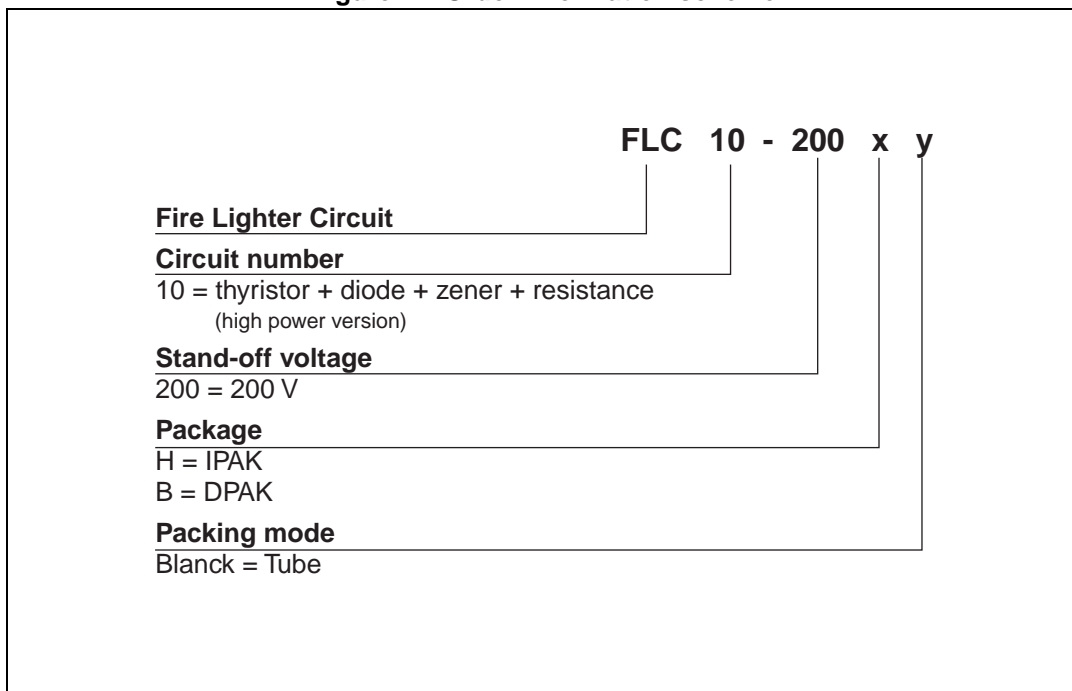 FLC 10 - 200 x y
Fire Lighter Circuit
Circuit number
10 = thyristor + diode + zener + resistance
(high power version)
Stand-off voltage
200 = 200 V
Package
H = IPAK
B = DPAK
Packing mode
Blanck = Tube